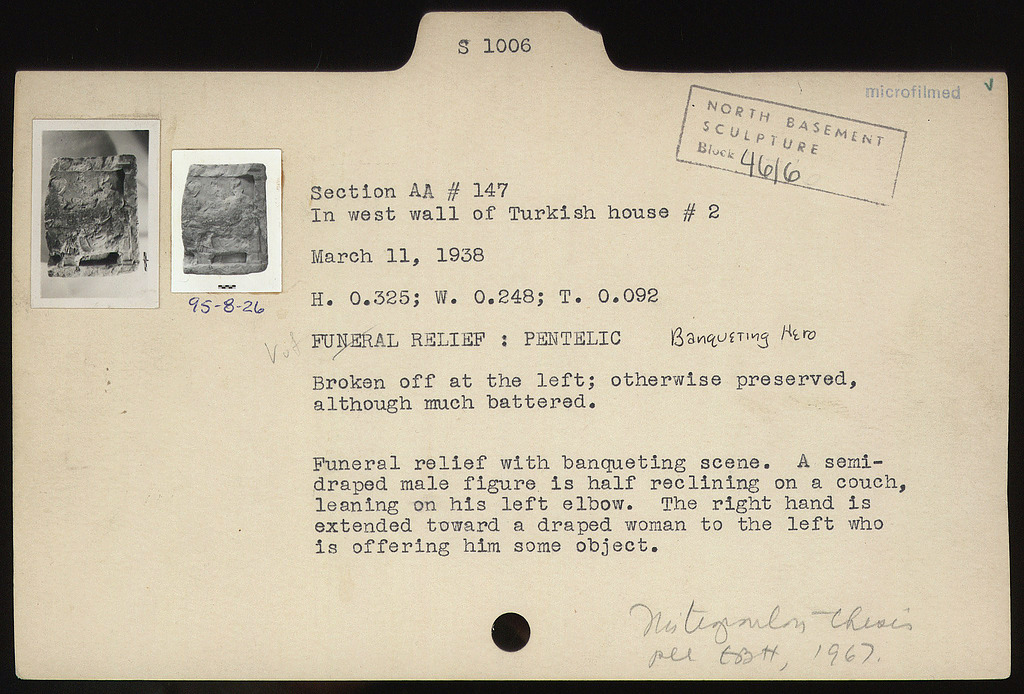 S 1006
microfilmed
NORTH BASEMENT
SCULPTURE
Block 46/6
Section AA # 147
In west wall of Turkish house # 2
March 11, 1938
H. 0.325; W. 0.248; T. 0.092
95-8-26
FUNERAL RELIEF : PENTELIC Banqueting Hero
Broken off at the left; otherwise preserved,
although much battered.
Funeral relief with banqueting scene. A semi-
draped male figure is half reclining on a couch,
leaning on his left elbow. The right hand is
extended toward a draped woman to the left who
is offering him some object.
thesis
per EBH, 1967.